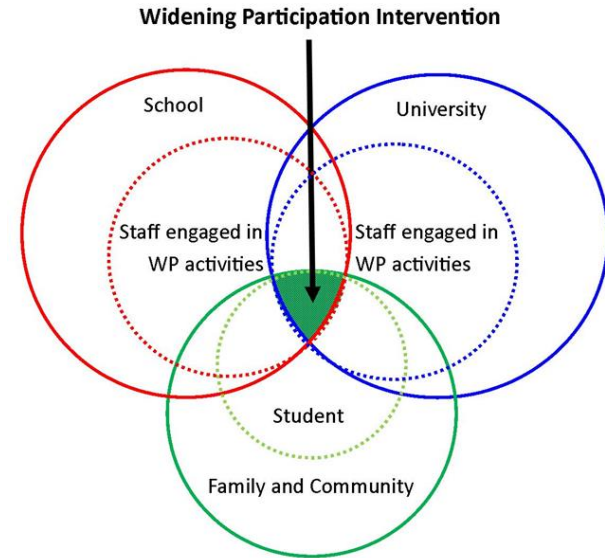 Widening Participation Intervention
School
University
Staff engaged in
WP activities
Staff engaged in
WP activities
Student
Family and Community